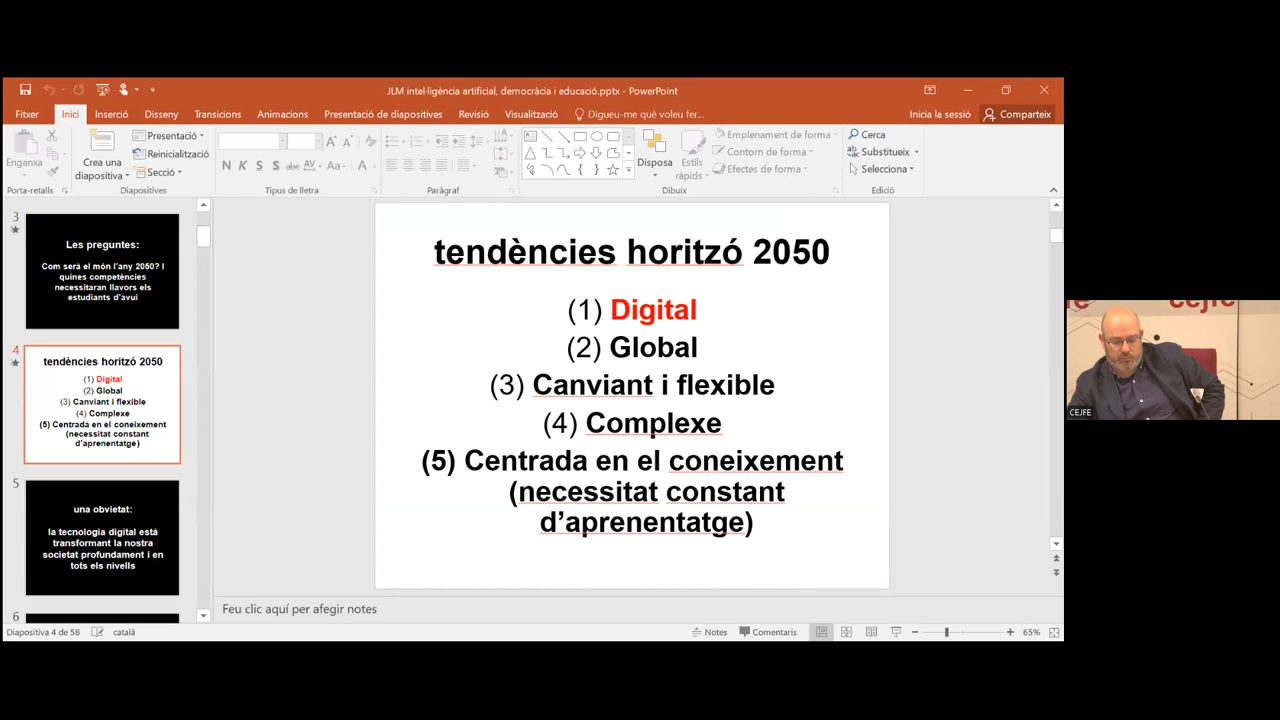 JLM intel·ligència artificial, democràcia i educació.pptx - PowerPoint
Fitxer Inici Inserció Disseny Transicions Animacions Presentació de diapositives Revisió Visualització Digueu-me què voleu fer... Inicia la sessió Comparteix
Enganxa
Crea una
diapositiva
Presentació
Reinicialització
Secció
N K S S abc AV Aa A
Disposa
Estils
ràpids
Emplenament de forma
Contorn de forma
Efectes de forma
Cerca
Substitueix
Selecciona
Porta-retalls Diapositives Tipus de lletra Paràgraf Dibuix Edició
3
Les preguntes:
Com serà el món l'any 2050? I
quines competències
necessitaran llavors els
estudiants d'avui
4
tendències horitzó 2050
(1) Digital
(2) Global
(3) Canviant i flexible
(4) Complexe
(5) Centrada en el coneixement
(necessitat constant
d'aprenentatge)
5
una obvietat:
la tecnologia digital està
transformant la nostra
societat profundament i en
tots els nivells
6
tendències horitzó 2050
(1) Digital
(2) Global
(3) Canviant i flexible
(4) Complexe
(5) Centrada en el coneixement
(necessitat constant
d'aprenentatge)
Feu clic aquí per afegir notes
Diapositiva 4 de 58 català Notes Comentaris 65%
cejfe
CEJFE